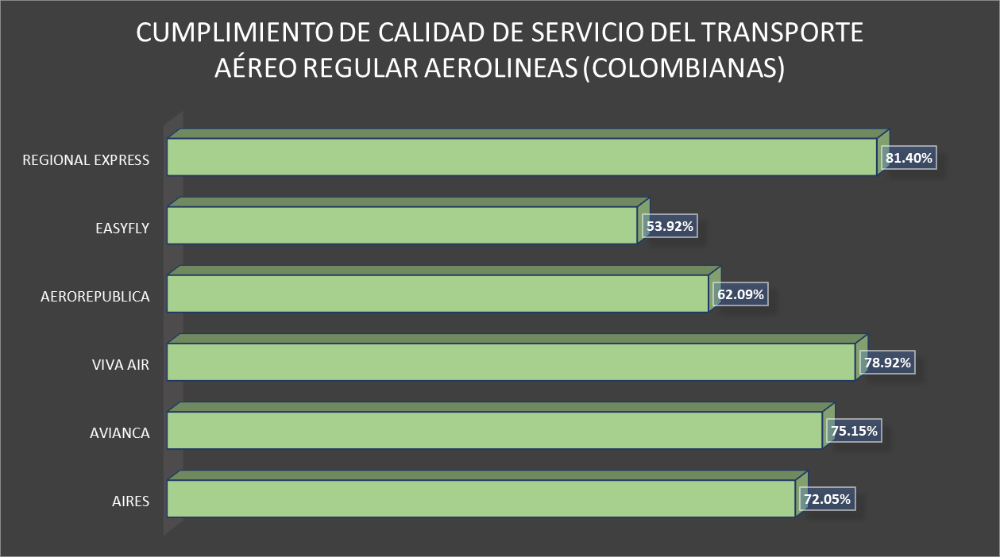 CUMPLIMIENTO DE CALIDAD DE SERVICIO DEL TRANSPORTE
AÉREO REGULAR AEROLINEAS (COLOMBIANAS)
REGIONAL EXPRESS
81.40%
EASYFLY
53.92%
AEROREPUBLICA
62.09%
VIVA AIR
78.92%
AVIANCA
75.15%
AIRES
72.05%